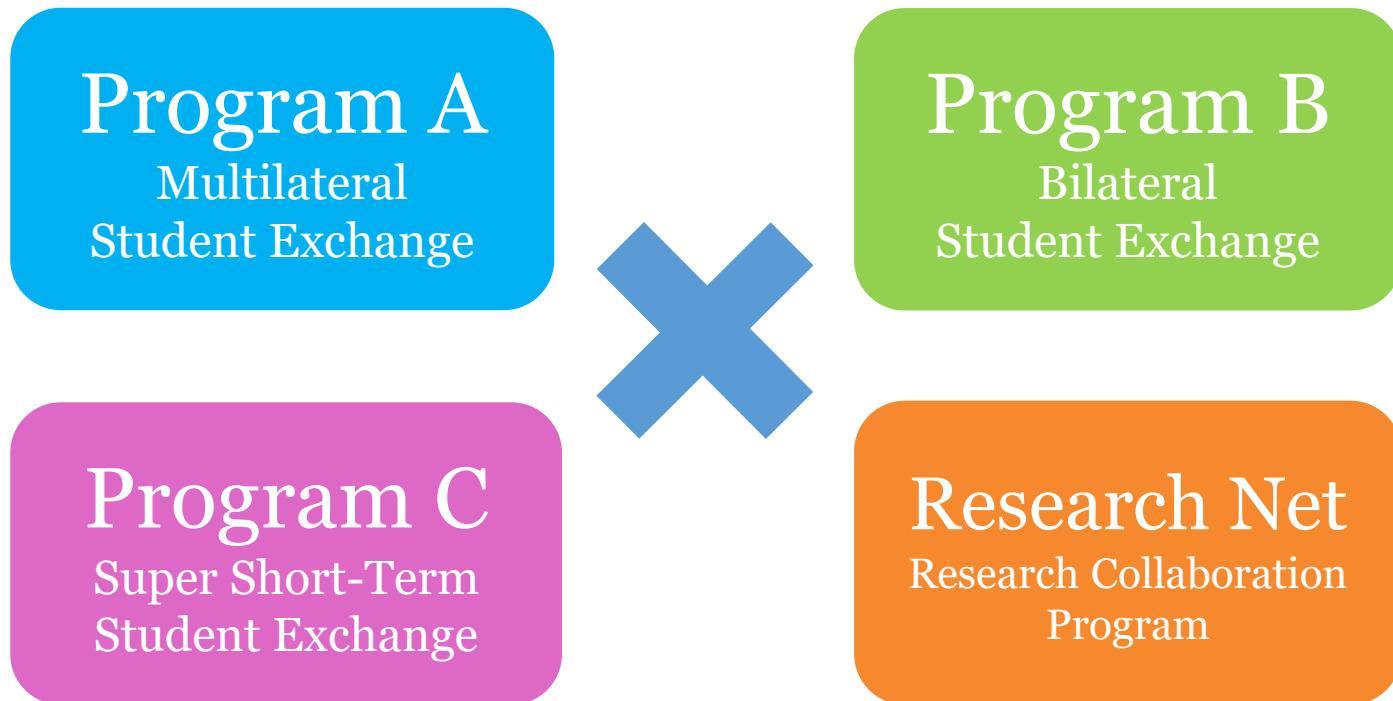 Program A
Multilateral
Student Exchange
Program B
Bilateral
Student Exchange
Program C
Super Short-Term
Student Exchange
Research Net
Research Collaboration
Program